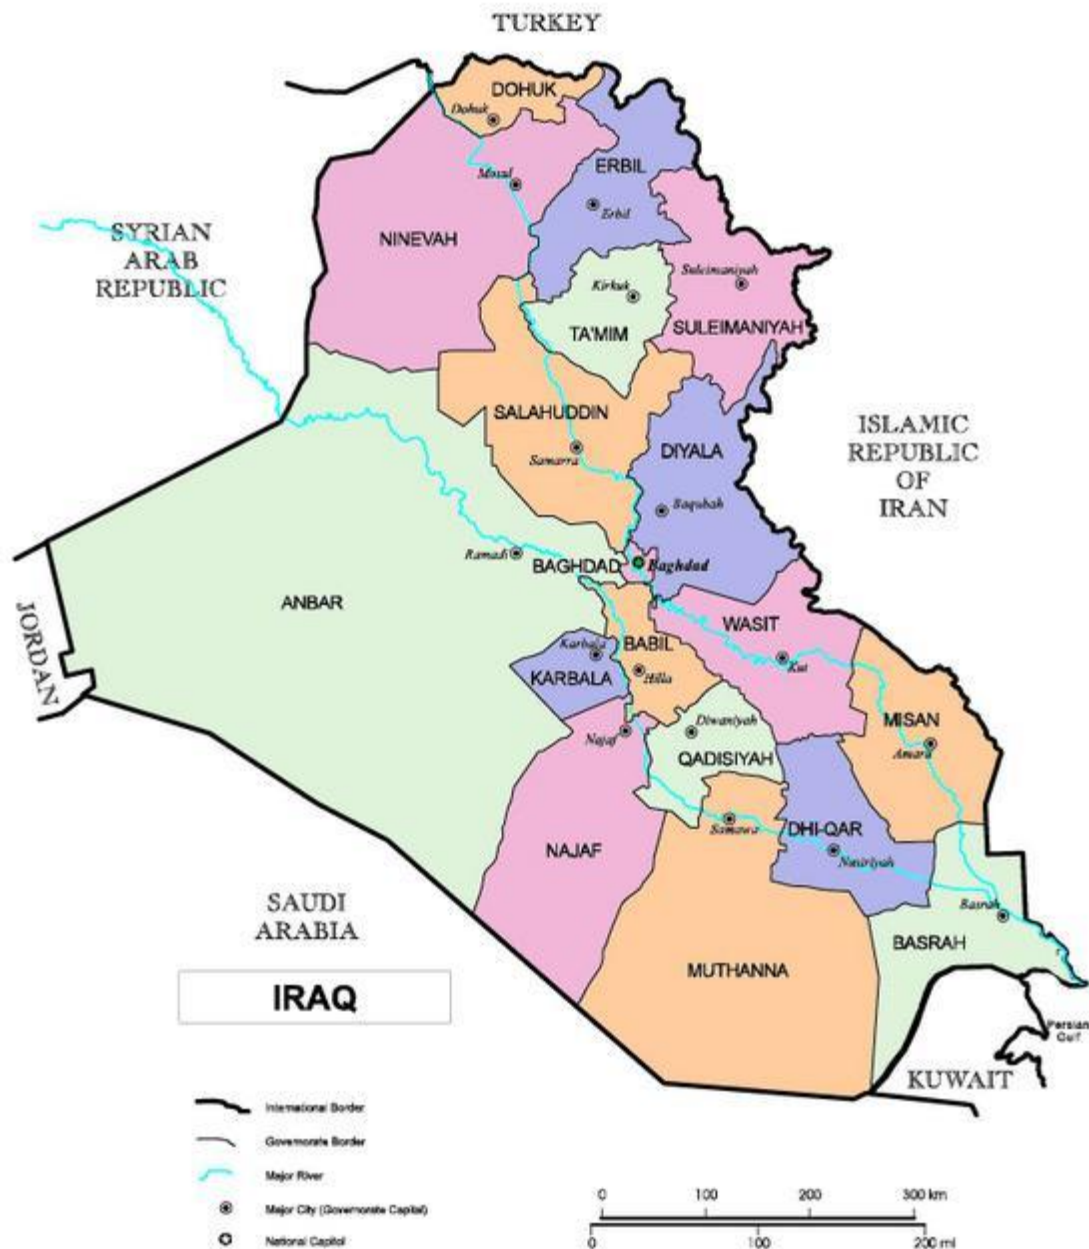 TURKEY
DOHUK
Dohuk
ERBIL
Mosul
Erbil
NINEVAH
SYRIAN
ARAB
REPUBLIC
Suleimaniyah
Kirkuk
TA'MIM
SULEIMANIYAH
SALAHUDDIN
ISLAMIC
REPUBLIC
OF
IRAN
DIYALA
Samarra
Baqubah
Ramadi
BAGHDAD
Baghdad
ANBAR
JORDAN
WASIT
BABIL
Karbala
KARBALA
Hilla
Kut
MISAN
Diwaniyah
Najaf
QADISIYAH
Amara
Samawa
DHI-QAR
NAJAF
Nasiriyah
SAUDI
ARABIA
Basrah
BASRAH
MUTHANNA
IRAQ
Persian
Gulf
KUWAIT
International Border
Governorate Border
Major River
Major City (Governorate Capital)
National Capitol
0 100 200 300 km
0 100 200 mi